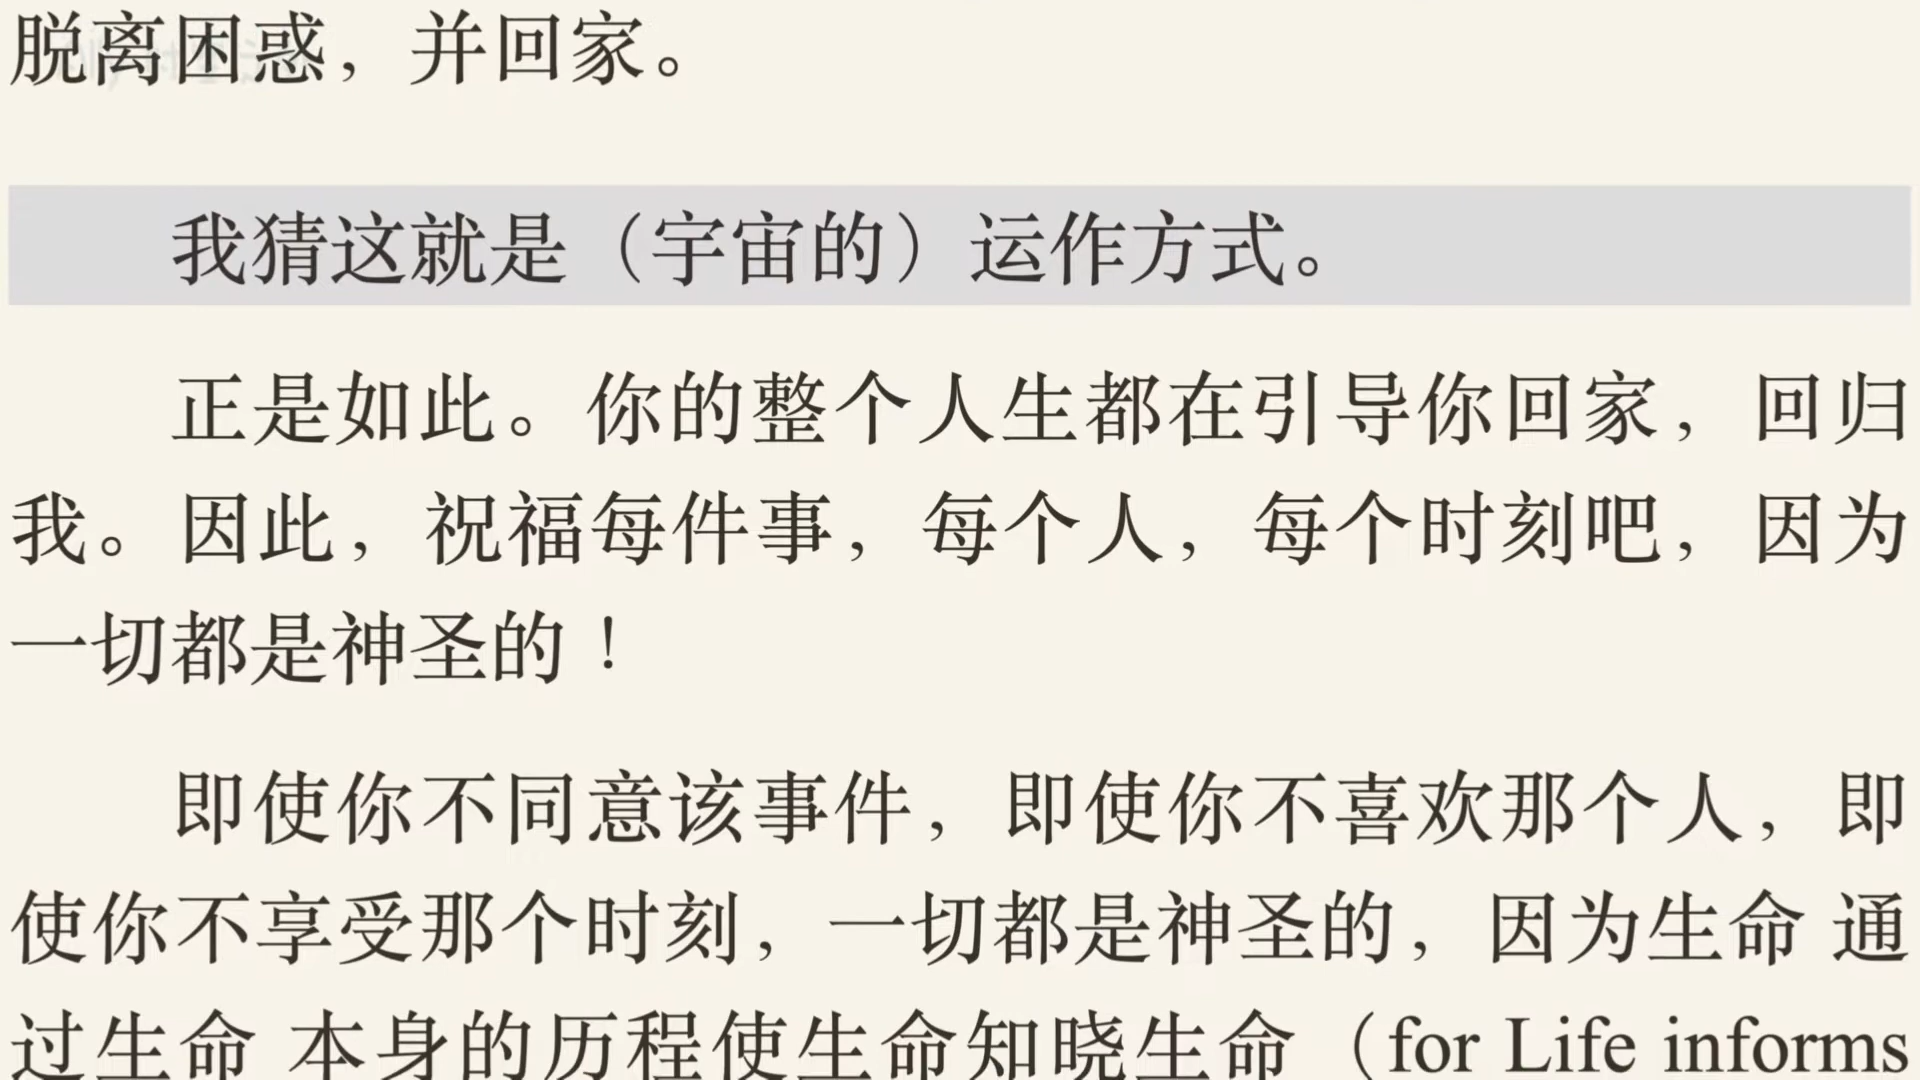 脱离困惑，并回家。
我猜这就是（宇宙的）运作方式。
正是如此。你的整个人生都在引导你回家，回归
我。因此，祝福每件事，每个人，每个时刻吧，因为
一切都是神圣的！
即使你不同意该事件，即使你不喜欢那个人，即
使你不享受那个时刻，一切都是神圣的，因为生命 通
过生命 本身的历程使生命知晓生命（for Life informs